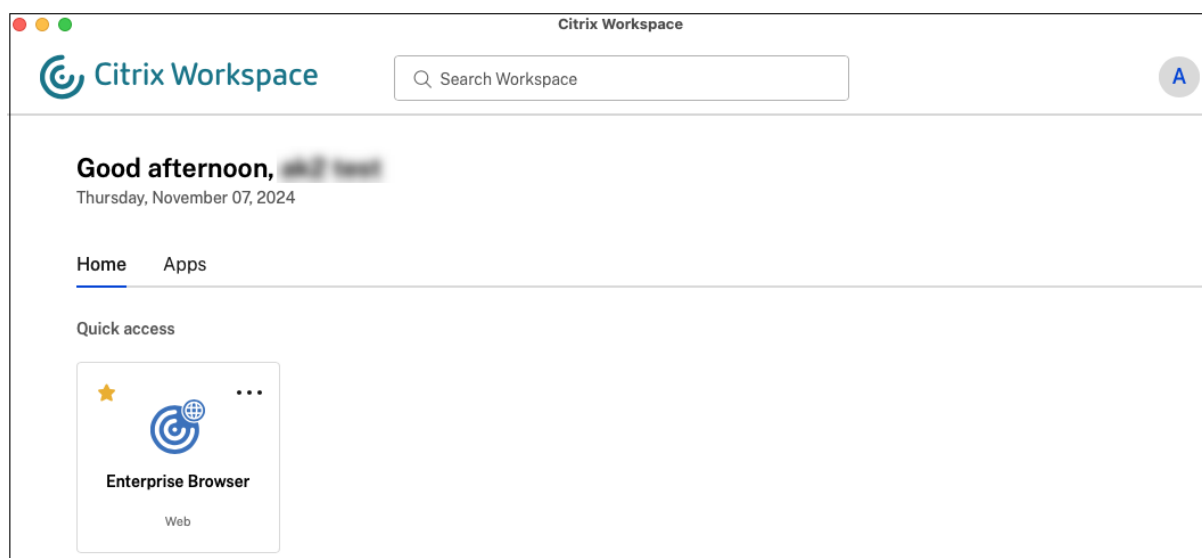 Citrix Workspace
Citrix Workspace
Search Workspace
A
Good afternoon,
Thursday, November 07, 2024
Home Apps
Quick access
Enterprise Browser
Web